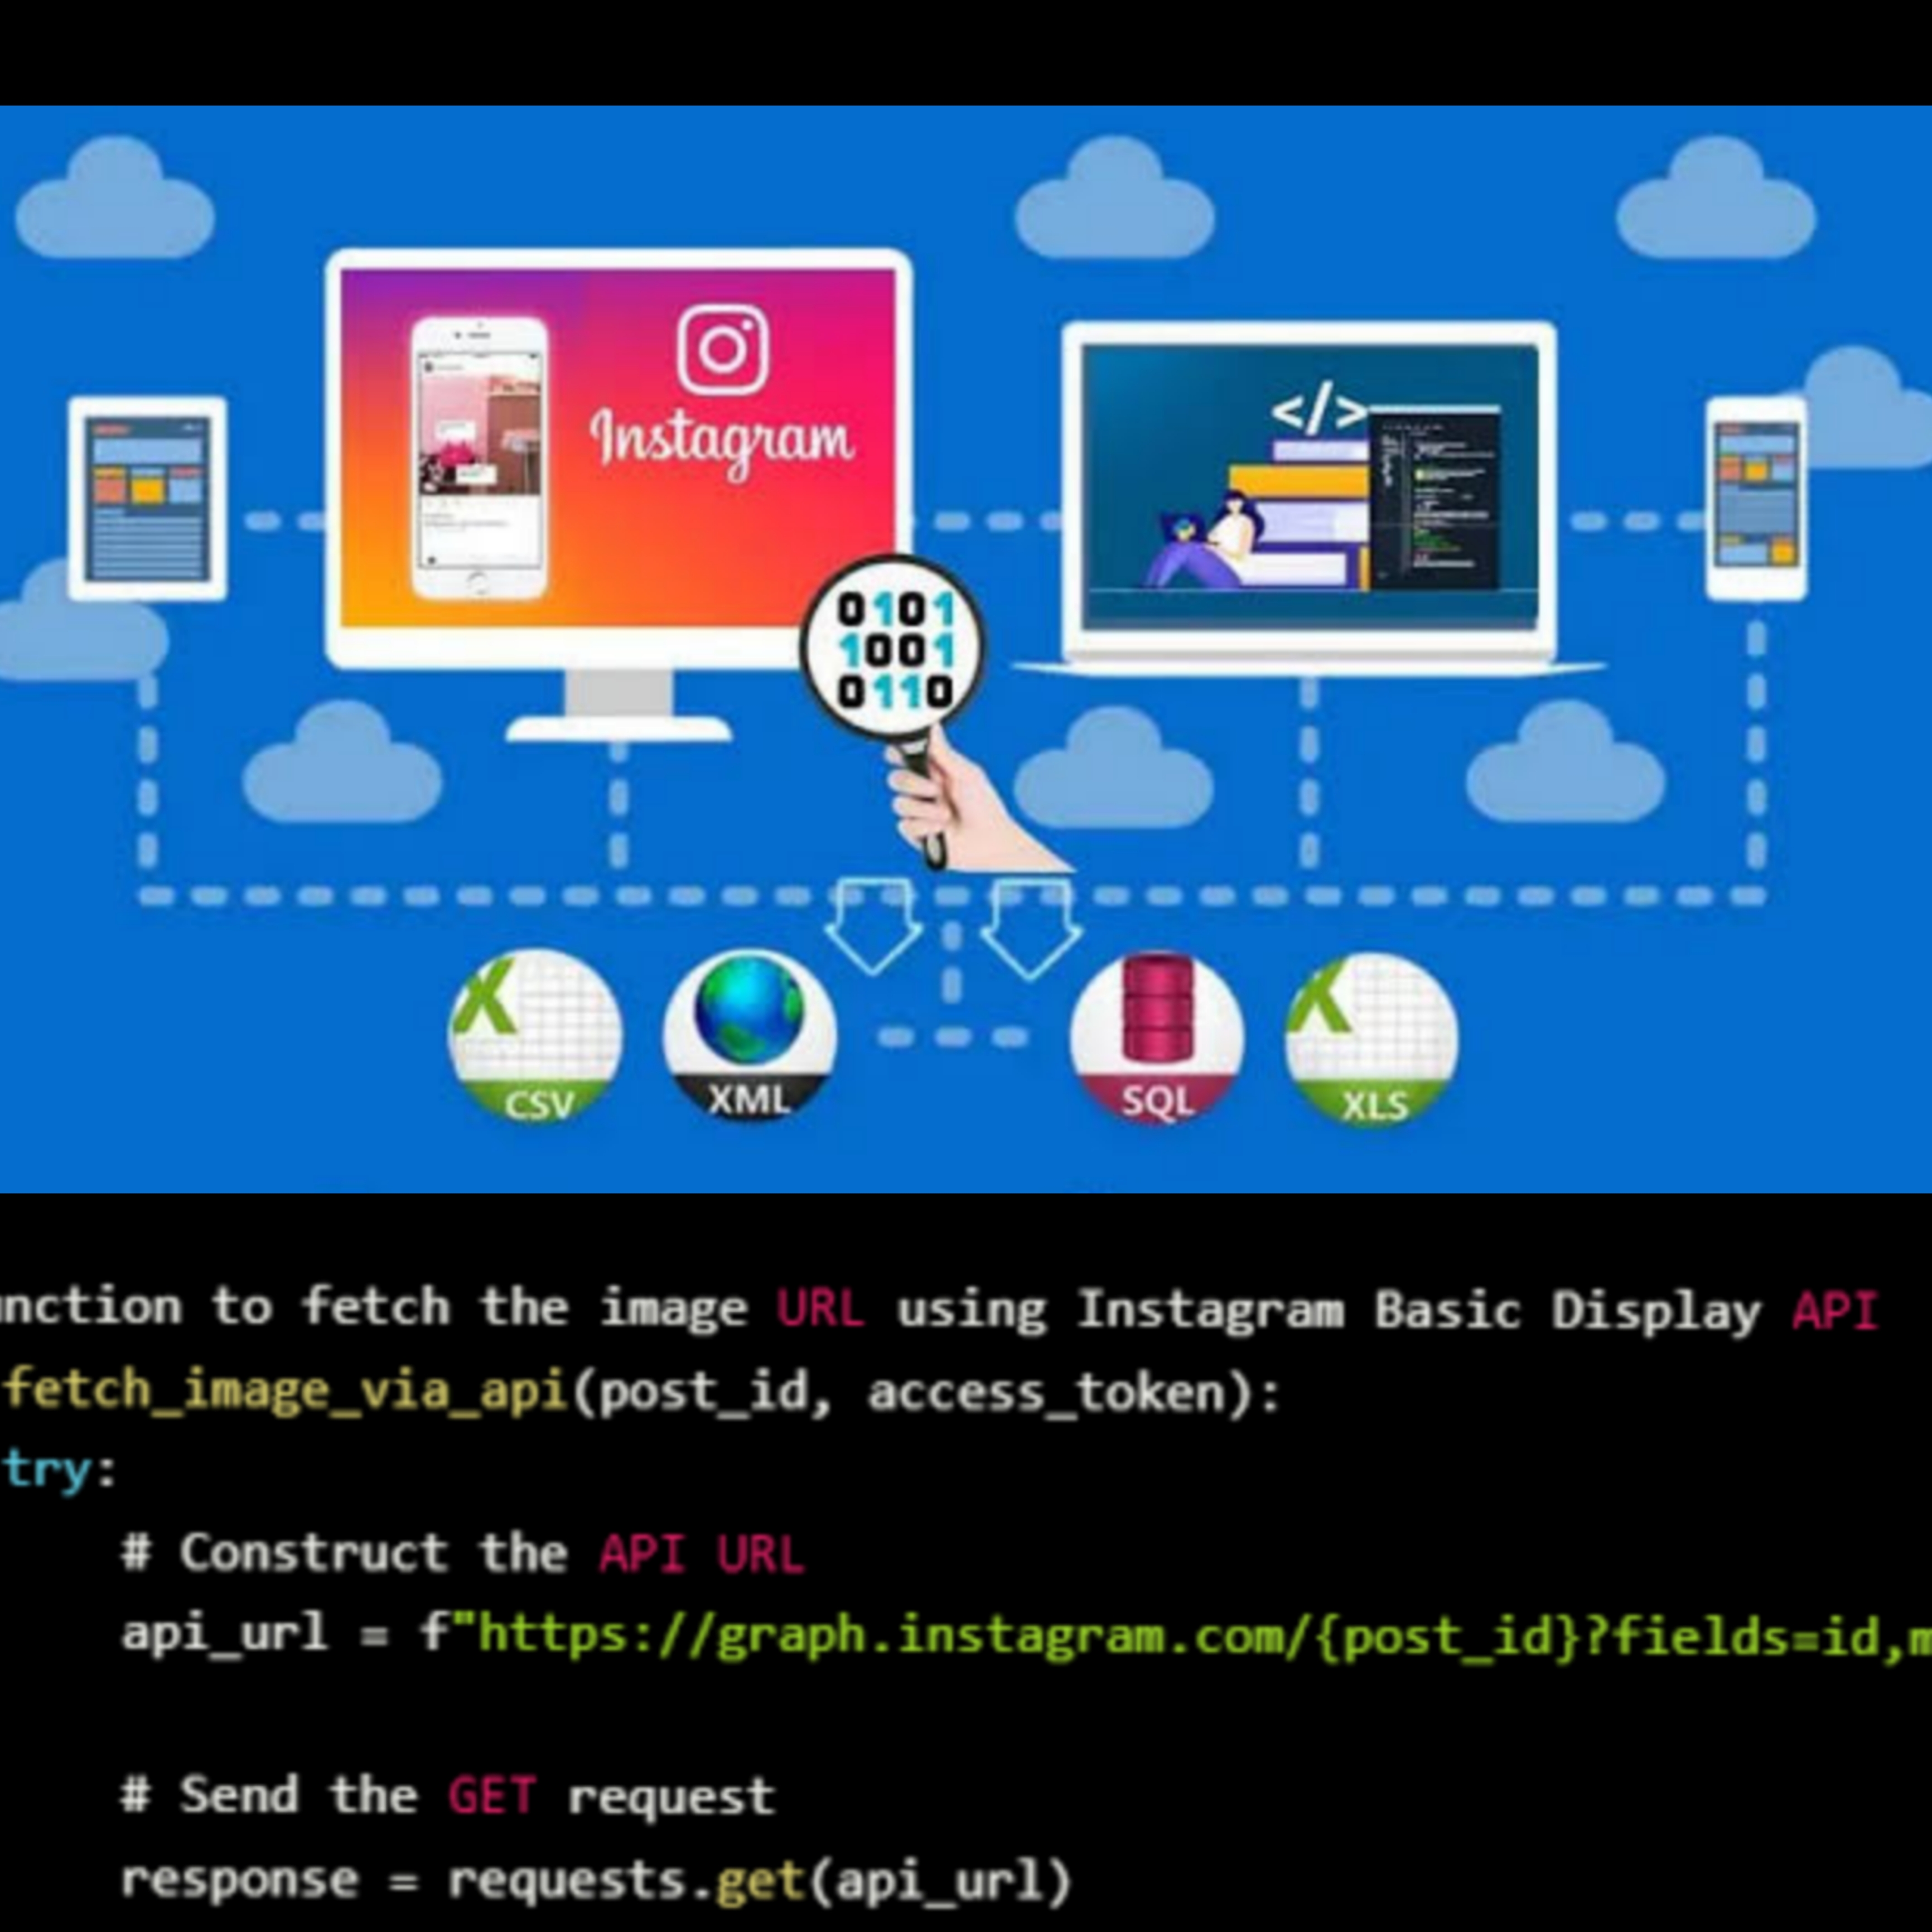 Instagram
</>
0101
1001
0110
CSV
XML
SQL
XLS
nction to fetch the image URL using Instagram Basic Display API
fetch_image_via_api(post_id, access_token):
try:
# Construct the API URL
api_url = f"https://graph.instagram.com/{post_id}?fields=id,m
# Send the GET request
response = requests.get(api_url)